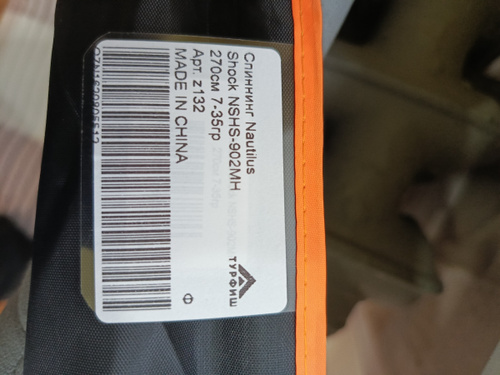 Спиннинг Nautilus
Shock NSHS-902MH
270см 7-35гр
Арт. z132
MADE IN CHINA
ТУРФИШ
Ф